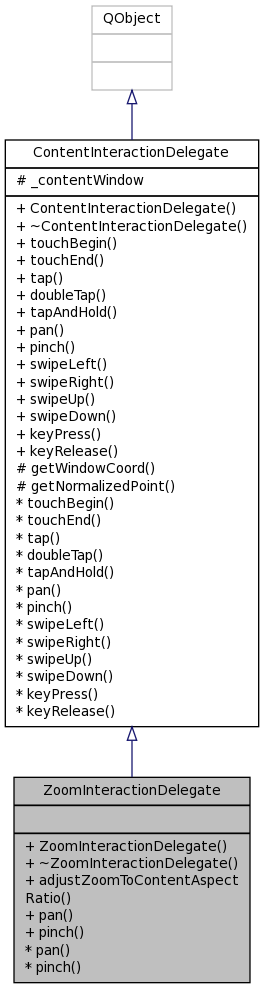 QObject
ContentInteractionDelegate
# _contentWindow
+ ContentInteractionDelegate()
+ ~ContentInteractionDelegate()
+ touchBegin()
+ touchEnd()
+ tap()
+ doubleTap()
+ tapAndHold()
+ pan()
+ pinch()
+ swipeLeft()
+ swipeRight()
+ swipeUp()
+ swipeDown()
+ keyPress()
+ keyRelease()
# getWindowCoord()
# getNormalizedPoint()
* touchBegin()
* touchEnd()
* tap()
* doubleTap()
* tapAndHold()
* pan()
* pinch()
* swipeLeft()
* swipeRight()
* swipeUp()
* swipeDown()
* keyPress()
* keyRelease()
ZoomInteractionDelegate
+ ZoomInteractionDelegate()
+ ~ZoomInteractionDelegate()
+ adjustZoomToContentAspect
Ratio()
+ pan()
+ pinch()
* pan()
* pinch()